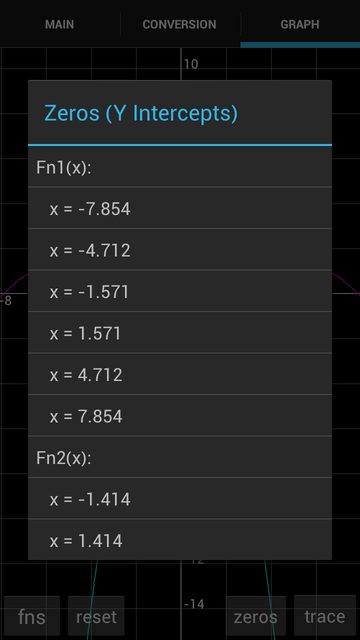 MAIN CONVERSION GRAPH
10
Zeros (Y Intercepts)
Fn1(x):
x = -7.854
x = -4.712
x = -1.571
-8
x = 1.571
x = 4.712
x = 7.854
Fn2(x):
x = -1.414
x = 1.414
-12
-14
fns reset zeros trace